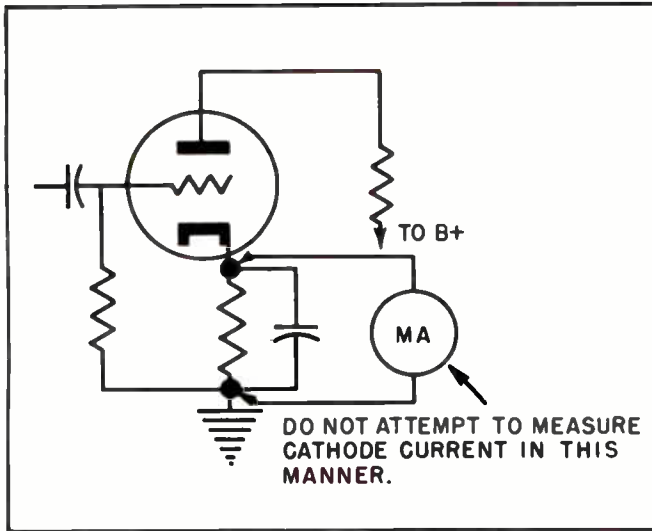 TO B+
MA
DO NOT ATTEMPT TO MEASURE
CATHODE CURRENT IN THIS
MANNER.